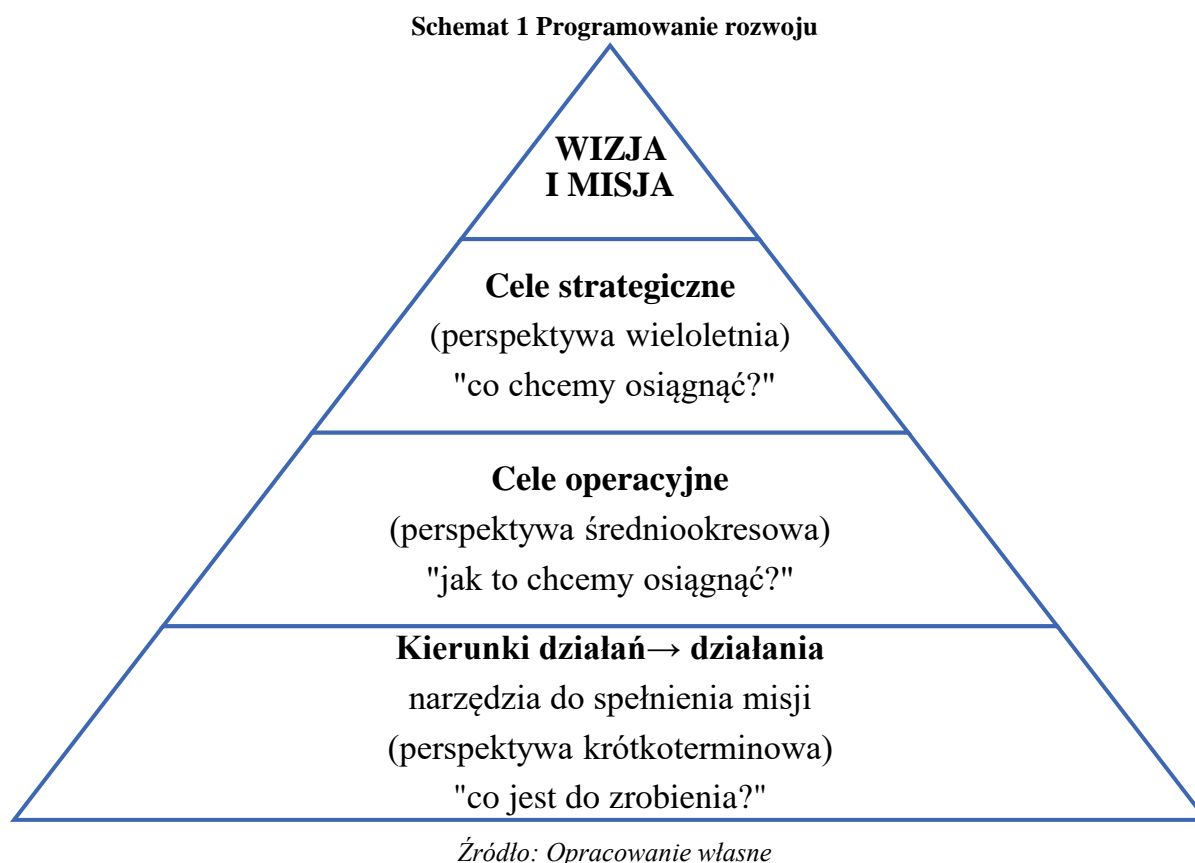 Schemat 1 Programowanie rozwoju
WIZJA
I MISJA
Cele strategiczne
(perspektywa wieloletnia)
"co chcemy osiągnąć?"
Cele operacyjne
(perspektywa średniookresowa)
"jak to chcemy osiągnąć?"
Kierunki działań→ działania
narzędzia do spełnienia misji
(perspektywa krótkoterminowa)
"co jest do zrobienia?"
Źródło: Opracowanie własne